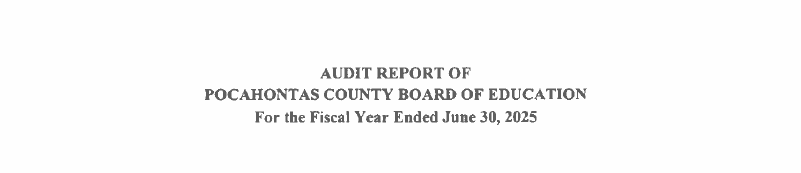 AUDIT REPORT OF
POCAHONTAS COUNTY BOARD OF EDUCATION
For the Fiscal Year Ended June 30, 2025